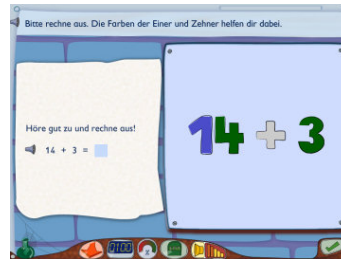 Bitte rechne aus. Die Farben der Einer und Zehner helfen dir dabei.
Höre gut zu und rechne aus!
14 + 3 =
14 + 3